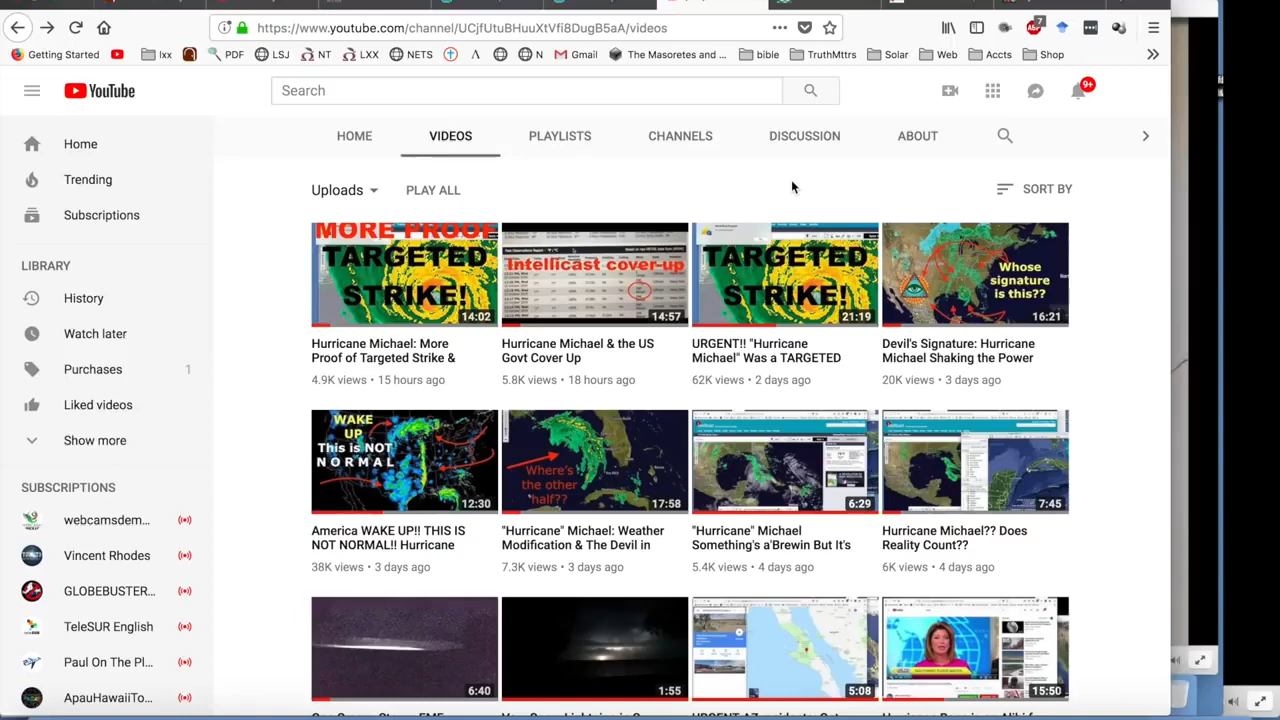 7
https://www.youtube.com/channel/UCjfUtuBHuuXtVfi8DugB5aA/videos
Getting Started
lxx
PDF
LSJ
NT
LXX
NETS
N
Gmail
The Masoretes and ...
bible
TruthMttrs
Solar
Web
Accts
Shop
YouTube
Search
9+
HOME
VIDEOS
PLAYLISTS
CHANNELS
DISCUSSION
ABOUT
Home
Trending
Subscriptions
LIBRARY
History
Watch later
Purchases 1
Liked videos
Show more
SUBSCRIPTIONS
webcamsdem...
Vincent Rhodes
GLOBEBUSTER...
TeleSUR English
Paul On The Pl...
ApauHawaiiTo...
Uploads
PLAY ALL
SORT BY
MORE PROOF
TARGETED
STRIKE!
14:02
Hurricane Michael: More
Proof of Targeted Strike &
4.9K views • 15 hours ago
Intellicast cover-up
14:57
Hurricane Michael & the US
Govt Cover Up
5.8K views • 18 hours ago
TARGETED
STRIKE!
21:19
URGENT!! "Hurricane
Michael" Was a TARGETED
62K views • 2 days ago
Whose
signature
is this??
16:21
Devil's Signature: Hurricane
Michael Shaking the Power
20K views • 3 days ago
WAKE
This is NOT
NORMAL
12:30
America WAKE UP!! THIS IS
NOT NORMAL!! Hurricane
38K views • 3 days ago
Where's
the other
half??
17:58
"Hurricane" Michael: Weather
Modification & The Devil in
7.3K views • 3 days ago
6:29
"Hurricane" Michael
Something's a'Brewin But It's
5.4K views • 4 days ago
7:45
Hurricane Michael?? Does
Reality Count??
6K views • 4 days ago
6:40
1:55
5:08
15:50